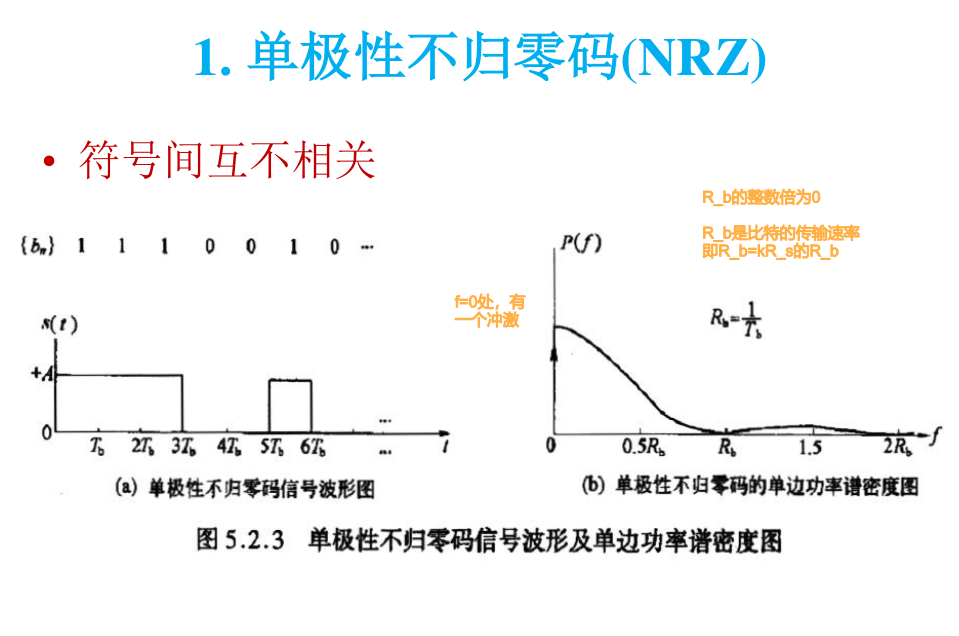 1. 单极性不归零码(NRZ)
• 符号间互不相关
R_b的整数倍为0
R_b是比特的传输速率
即R_b=kR_s的R_b
{bₙ} 1 1 1 0 0 1 0 ...
P(f)
f=0处，有
一个冲激
s(t)
R_b=1/T_b
+A
0 T_b 2T_b 3T_b 4T_b 5T_b 6T_b ... ... t
0 0.5R_b R_b 1.5 2R_b f
(a) 单极性不归零码信号波形图
(b) 单极性不归零码的单边功率谱密度图
图 5.2.3 单极性不归零码信号波形及单边功率谱密度图